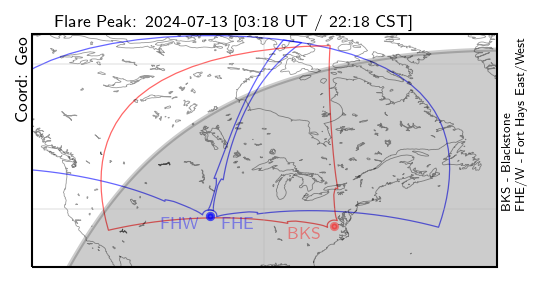 Flare Peak: 2024-07-13 [03:18 UT / 22:18 CST]
Coord: Geo
FHW
FHE
BKS
BKS - Blackstone
FHE/W - Fort Hays East/West